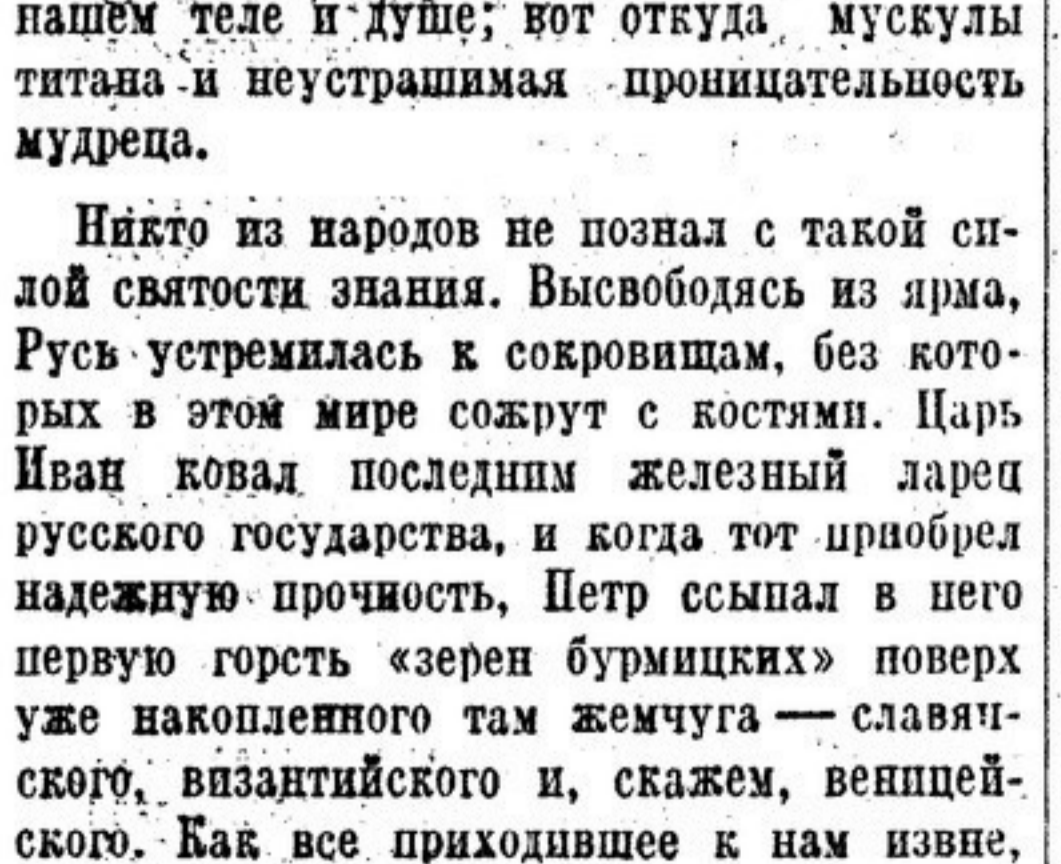 нашем теле и душе; вот откуда мускулы
титана и неустрашимая проницательность
мудреца.
Никто из народов не познал с такой си-
лой святости знания. Высвободясь из ярма,
Русь устремилась к сокровищам, без кото-
рых в этом мире сожрут с костями. Царь
Иван ковал последним железный ларец
русского государства, и когда тот приобрел
надежную прочность, Петр ссыпал в него
первую горсть «зерен бурмицких» поверх
уже накопленного там жемчуга — славян-
ского, византийского и, скажем, веницей-
ского. Как все приходившее к нам извне,